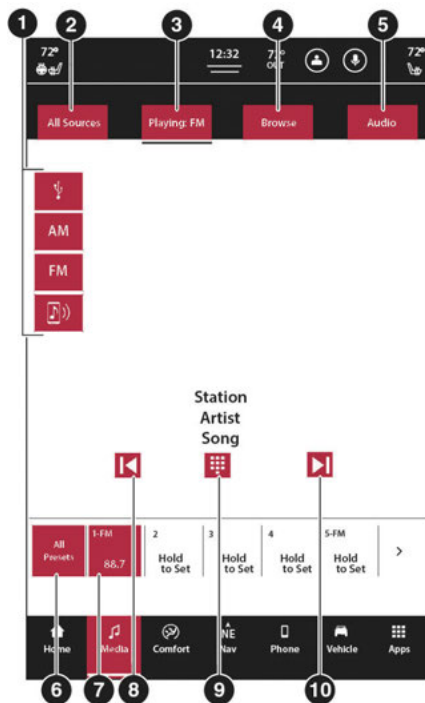 1
2
3
4
5
72°
12:32
72°
OUT
72°
All Sources
Playing: FM
Browse
Audio
AM
FM
Station
Artist
Song
All
Presets
1-FM
88.7
2
Hold
to Set
3
Hold
to Set
4
Hold
to Set
5-FM
Hold
to Set
>
Home
Media
Comfort
NE
Nav
Phone
Vehicle
Apps
6
7
8
9
10